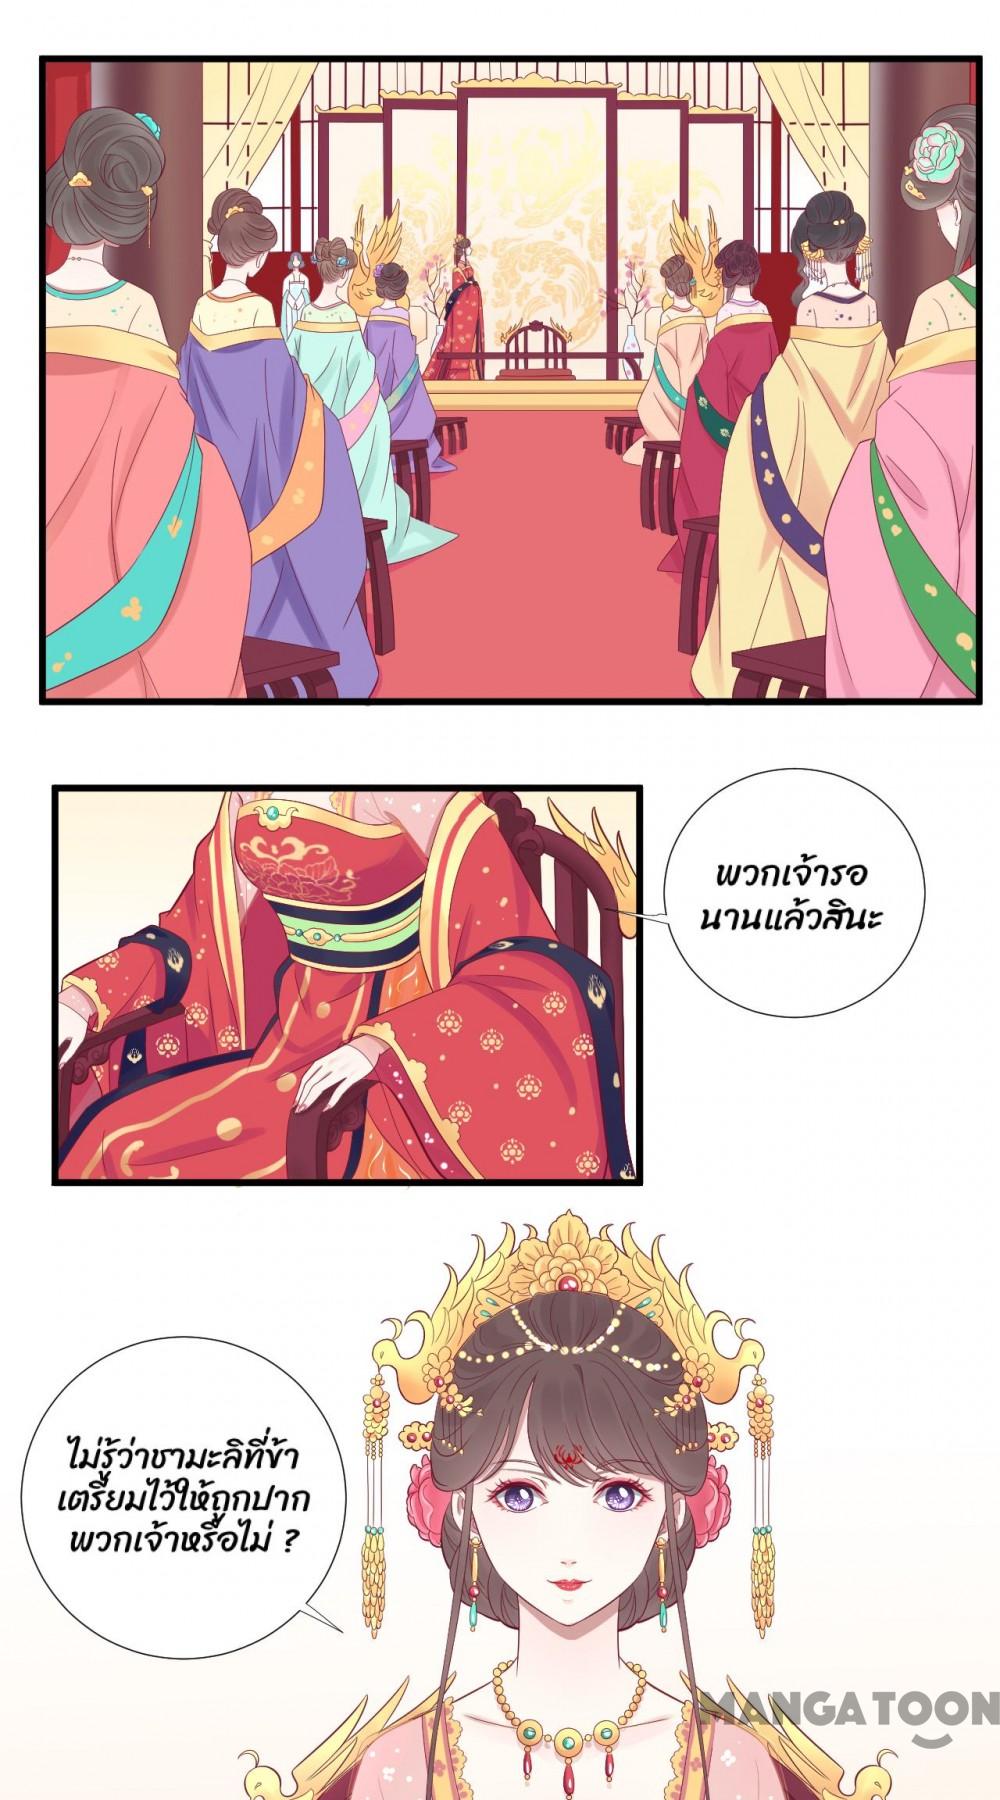 พวกเจ้ารอ
นานแล้วสินะ
ไม่รู้ว่าชามะลิที่ข้า
เตรียมไว้ให้ถูกปาก
พวกเจ้าหรือไม่ ?
MANGATOON